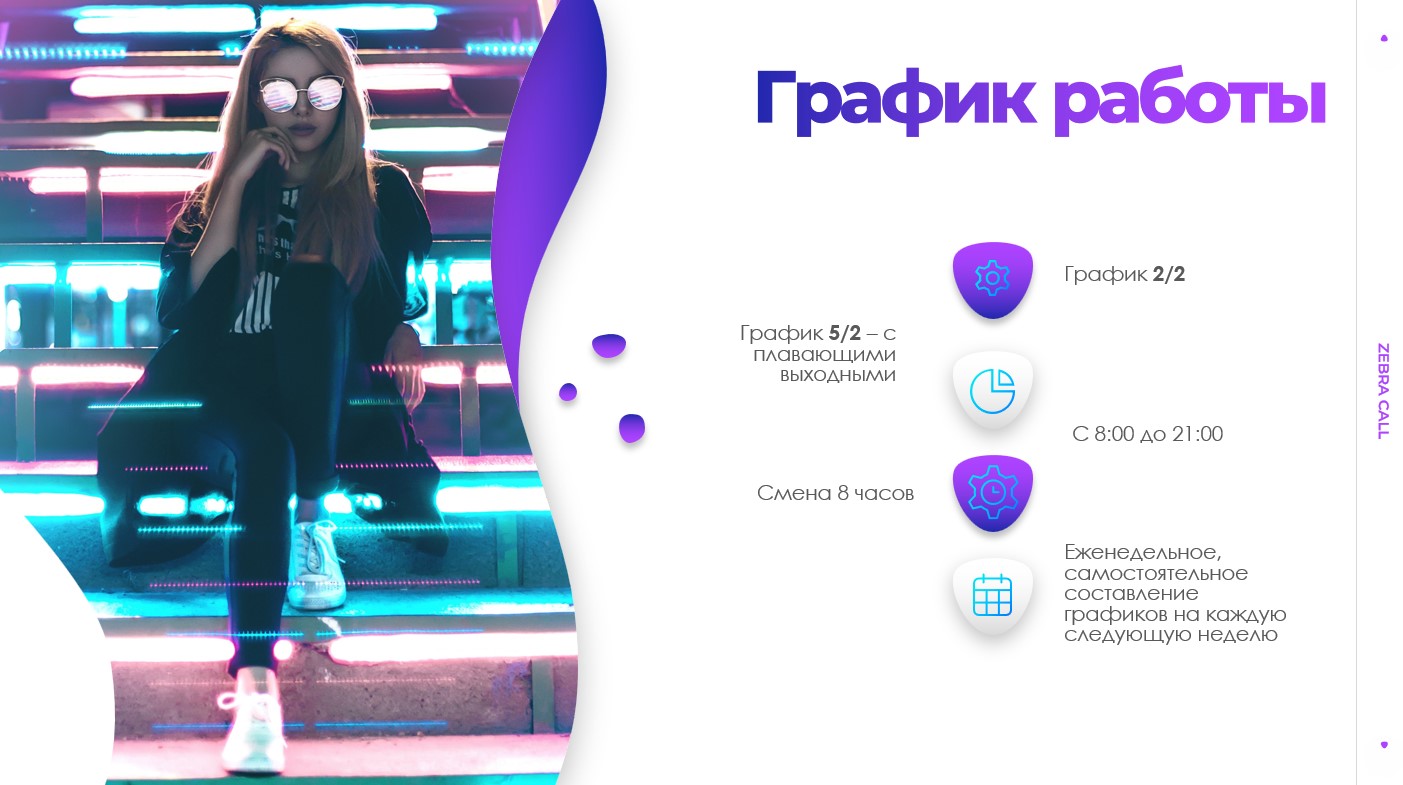 График работы
График 2/2
График 5/2 – с
плавающими
выходными
С 8:00 до 21:00
Смена 8 часов
Еженедельное,
самостоятельное
составление
графиков на каждую
следующую неделю
ZEBRA CALL